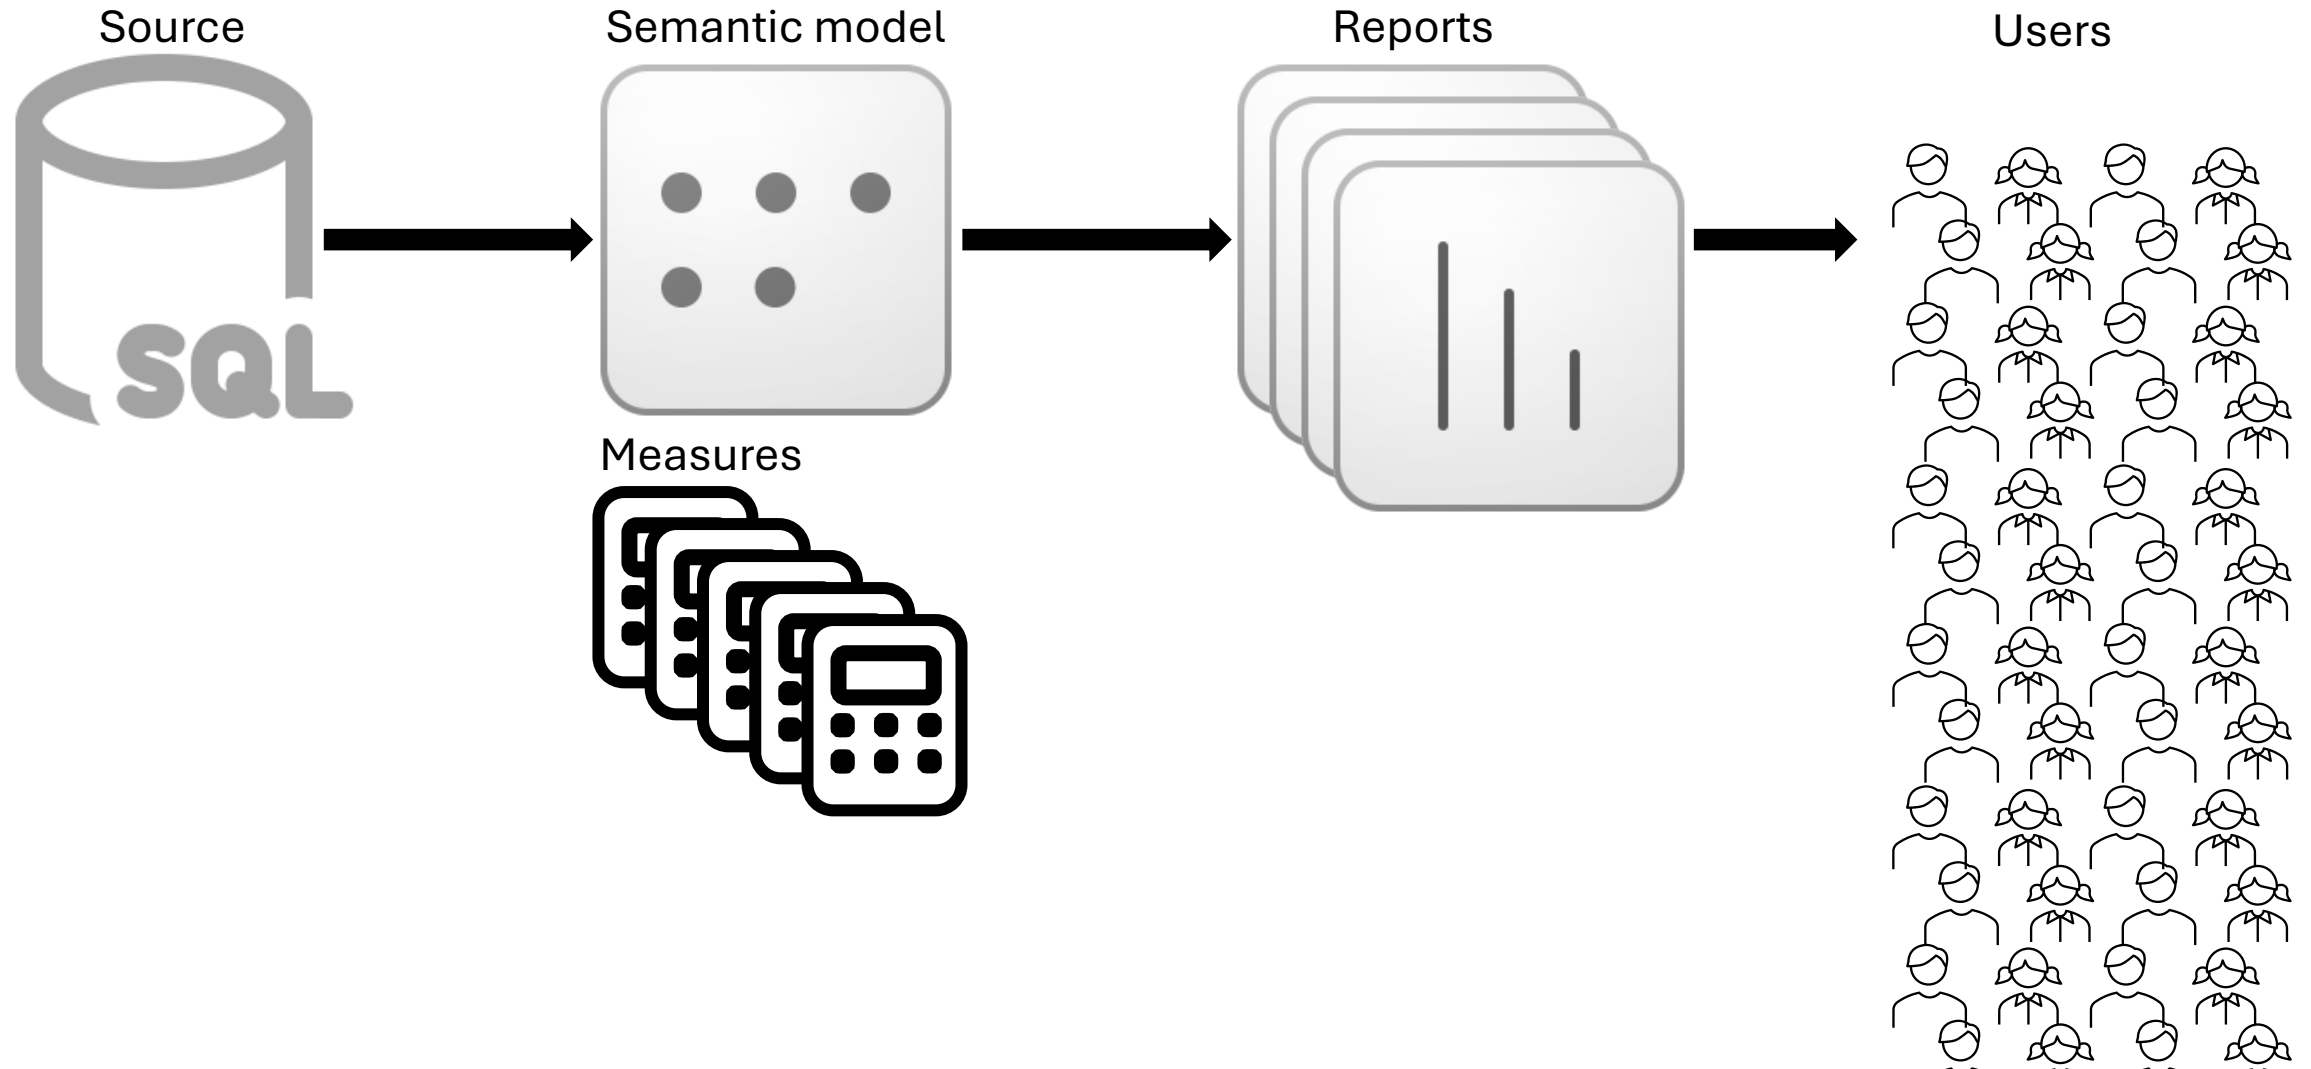 Source
Semantic model
Reports
Users
SQL
Measures